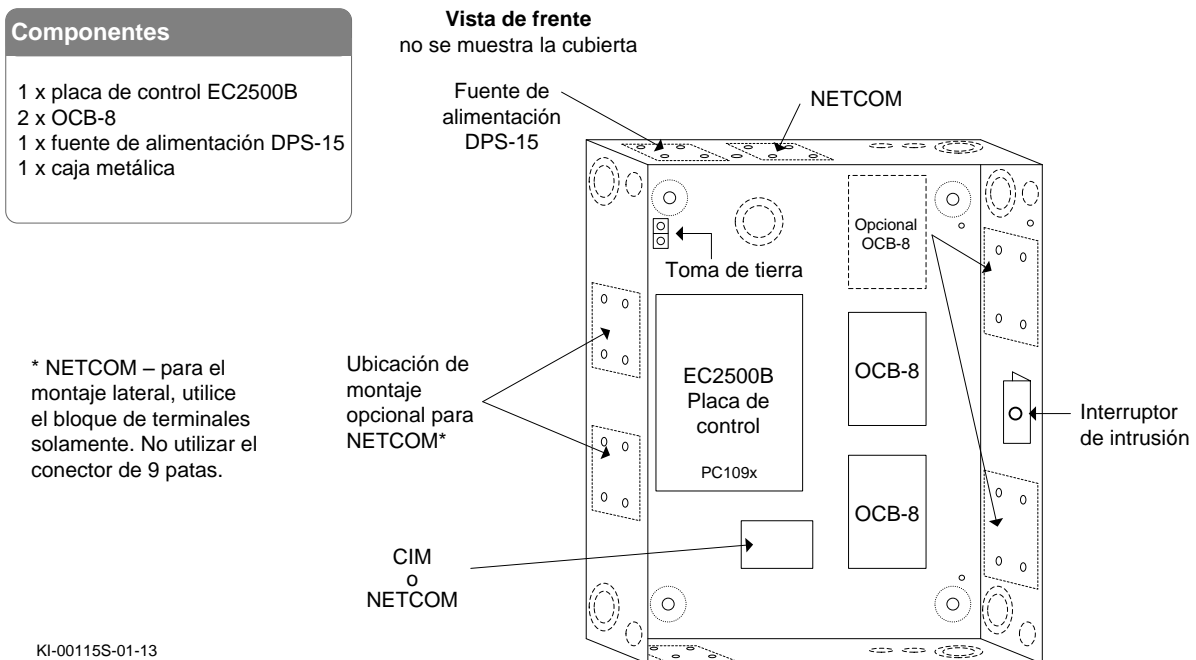 Componentes
1 x placa de control EC2500B
2 x OCB-8
1 x fuente de alimentación DPS-15
1 x caja metálica
Vista de frente
no se muestra la cubierta
Fuente de
alimentación
DPS-15
NETCOM
Opcional
OCB-8
Toma de tierra
* NETCOM – para el
montaje lateral, utilice
el bloque de terminales
solamente. No utilizar el
conector de 9 patas.
Ubicación de
montaje
opcional para
NETCOM*
EC2500B
Placa de
control
PC109x
OCB-8
OCB-8
Interruptor
de intrusión
CIM
o
NETCOM
KI-00115S-01-13